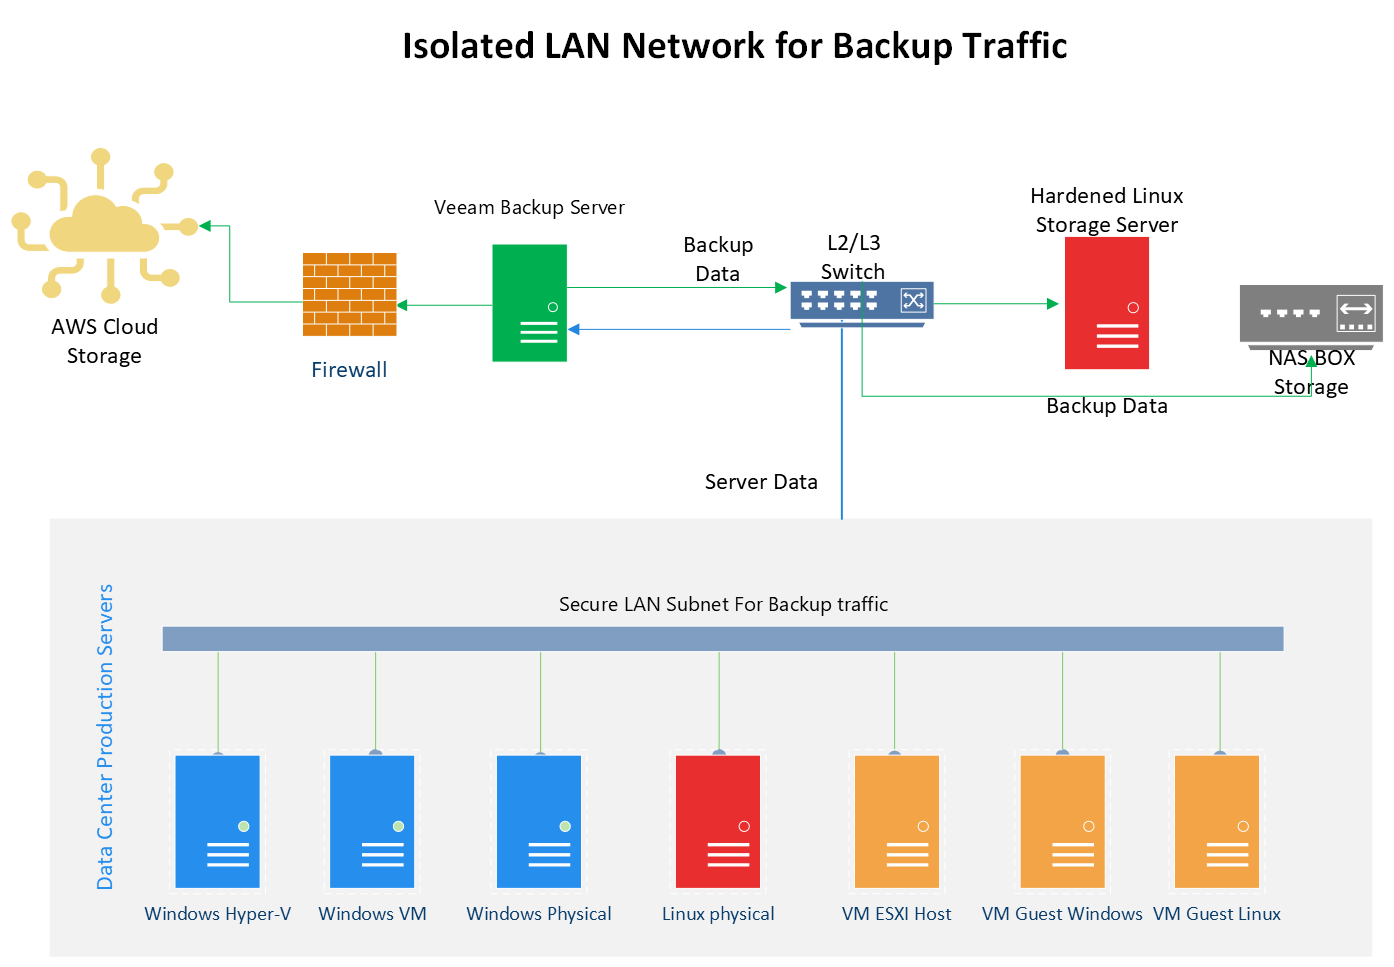 Isolated LAN Network for Backup Traffic
Hardened Linux
Storage Server
Veeam Backup Server
Backup
Data
L2/L3
Switch
AWS Cloud
Storage
Firewall
NAS BOX
Storage
Backup Data
Server Data
Data Center Production Servers
Secure LAN Subnet For Backup traffic
Windows Hyper-V
Windows VM
Windows Physical
Linux physical
VM ESXI Host
VM Guest Windows
VM Guest Linux